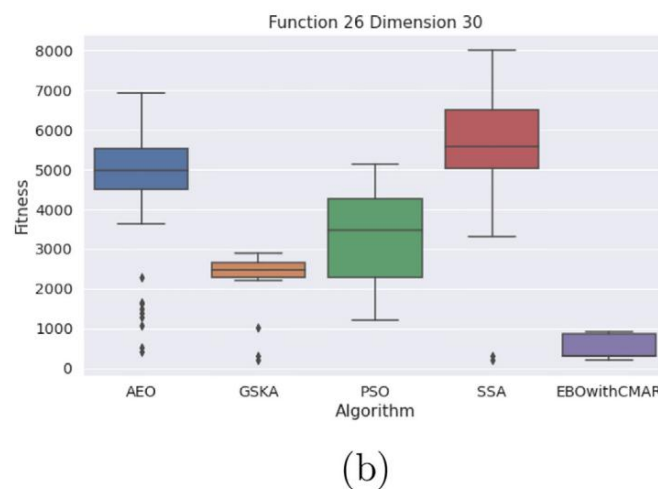 Function 26 Dimension 30
8000
7000
6000
5000
4000
3000
2000
1000
0
Fitness
AEO GSKA PSO SSA EBOwithCMAR
Algorithm
(b)